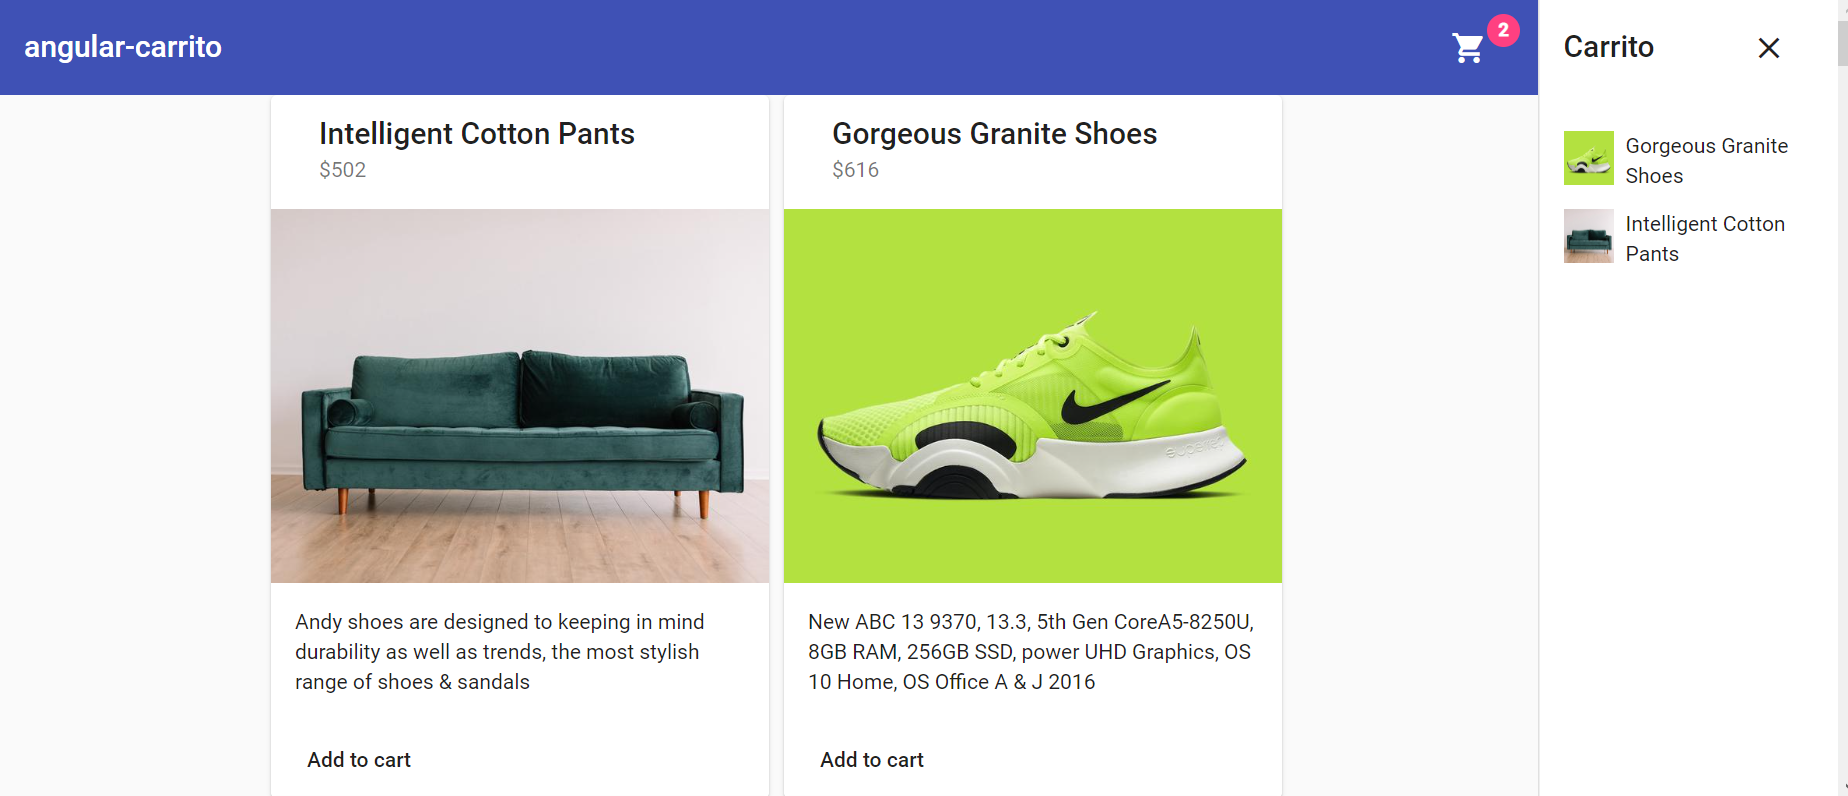 angular-carrito
2
Carrito
Intelligent Cotton Pants
$502
Gorgeous Granite Shoes
$616
Gorgeous Granite
Shoes
Intelligent Cotton
Pants
Andy shoes are designed to keeping in mind
durability as well as trends, the most stylish
range of shoes & sandals
New ABC 13 9370, 13.3, 5th Gen CoreA5-8250U,
8GB RAM, 256GB SSD, power UHD Graphics, OS
10 Home, OS Office A & J 2016
Add to cart
Add to cart